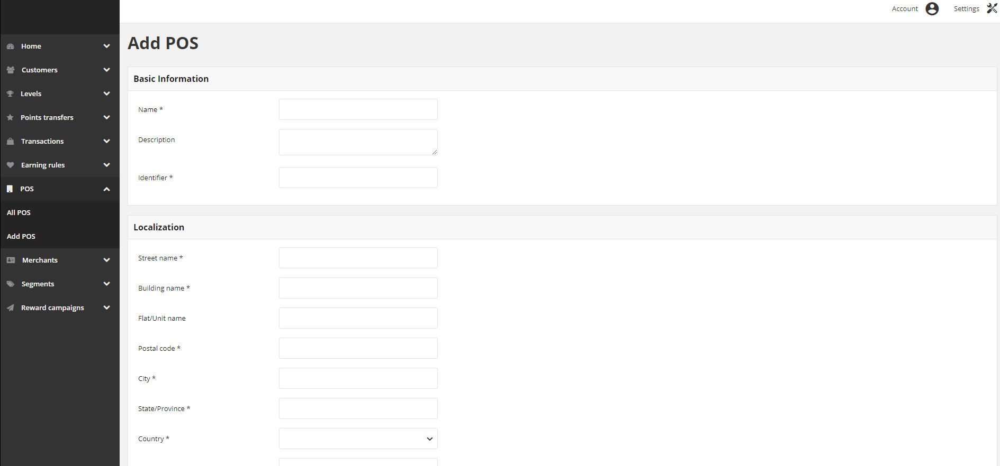 Account
Settings
Home
Customers
Levels
Points transfers
Transactions
Earning rules
POS
All POS
Add POS
Merchants
Segments
Reward campaigns
Add POS
Basic Information
Name *
Description
Identifier *
Localization
Street name *
Building name *
Flat/Unit name
Postal code *
City *
State/Province *
Country *